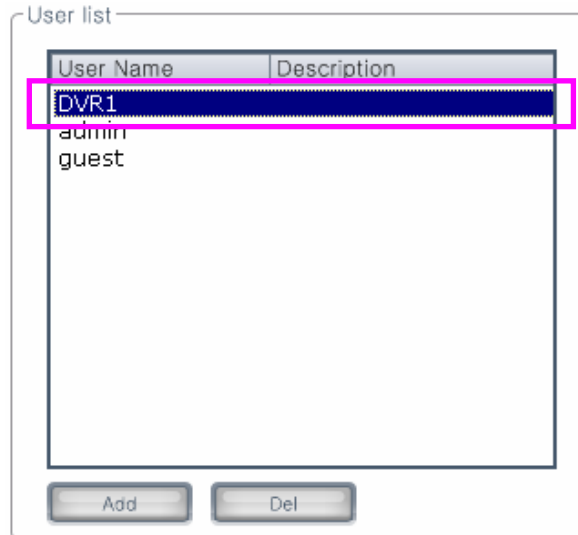 User list
User Name Description
DVR1
admin
guest
Add Del